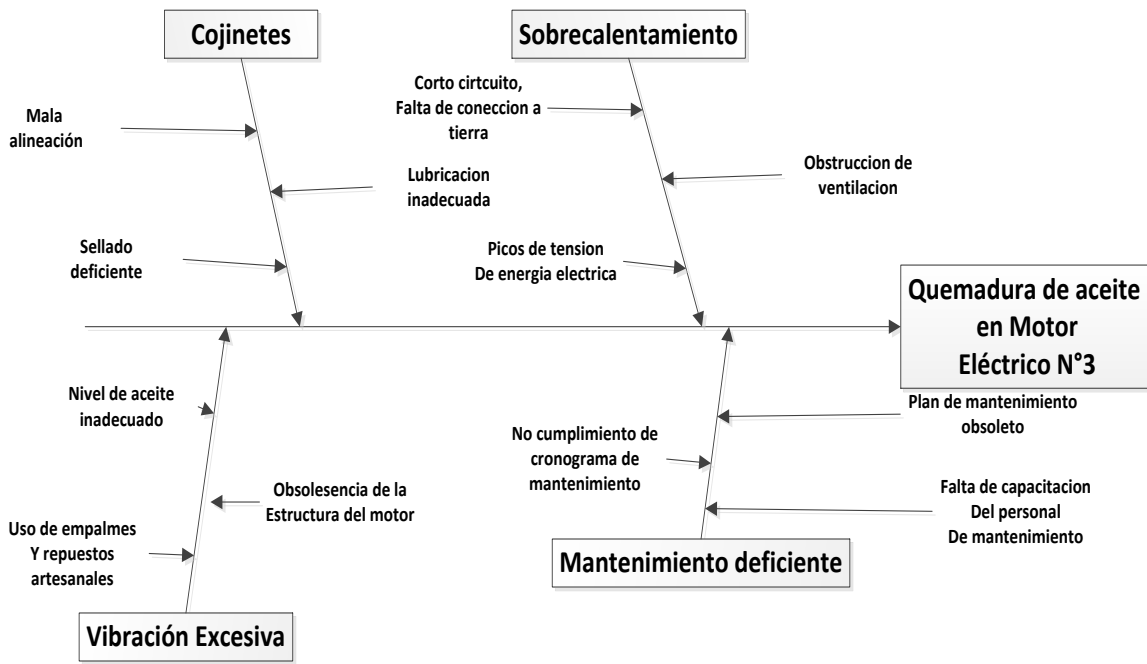 Cojinetes
Sobrecalentamiento
Corto cirtcuito,
Falta de coneccion a
tierra
Mala
alineación
Obstruccion de
ventilacion
Lubricacion
inadecuada
Sellado
deficiente
Picos de tension
De energia electrica
Quemadura de aceite
en Motor
Eléctrico N°3
Nivel de aceite
inadecuado
Plan de mantenimiento
obsoleto
No cumplimiento de
cronograma de
mantenimiento
Obsolesencia de la
Estructura del motor
Falta de capacitacion
Del personal
De mantenimiento
Uso de empalmes
Y repuestos
artesanales
Mantenimiento deficiente
Vibración Excesiva